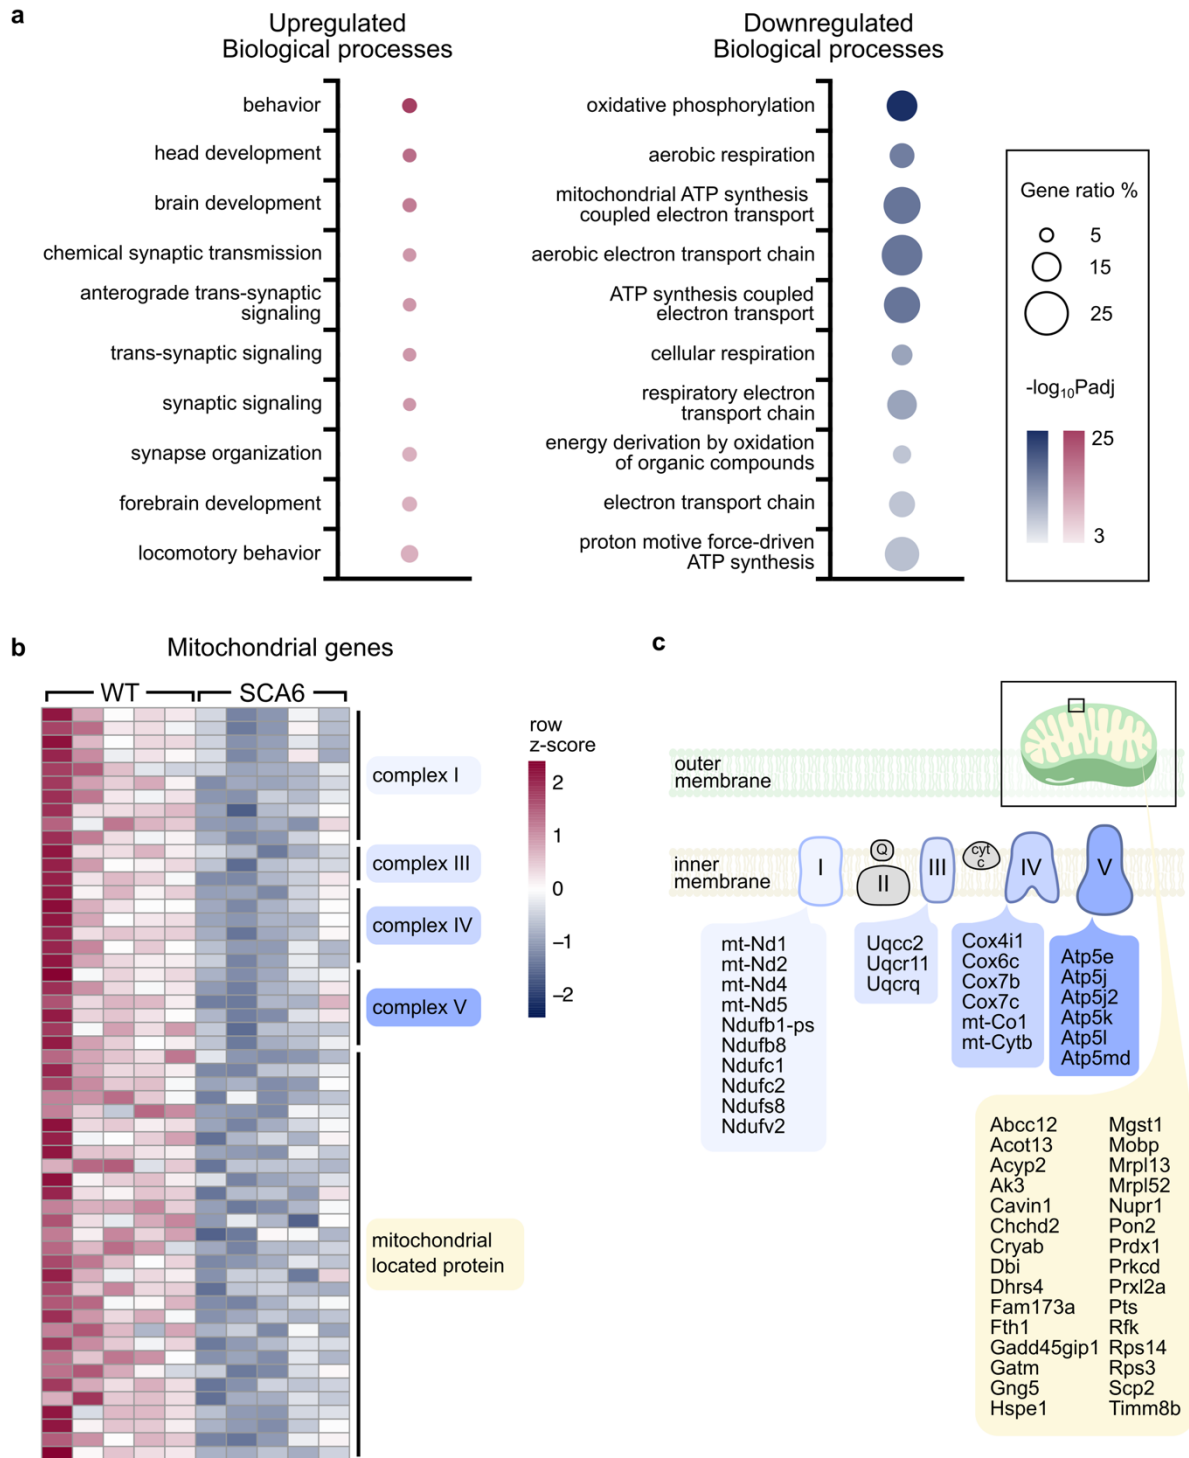 a
Upregulated
Biological processes
behavior
head development
brain development
chemical synaptic transmission
anterograde trans-synaptic
signaling
trans-synaptic signaling
synaptic signaling
synapse organization
forebrain development
locomotory behavior
Downregulated
Biological processes
oxidative phosphorylation
aerobic respiration
mitochondrial ATP synthesis
coupled electron transport
aerobic electron transport chain
ATP synthesis coupled
electron transport
cellular respiration
respiratory electron
transport chain
energy derivation by oxidation
of organic compounds
electron transport chain
proton motive force-driven
ATP synthesis
Gene ratio %
5
15
25
-log₁₀Padj
25
3
b
Mitochondrial genes
WT
SCA6
complex I
complex III
complex IV
complex V
mitochondrial
located protein
row
z-score
2
1
0
−1
−2
c
outer
membrane
inner
membrane
I
Q
II
III
cyt
c
IV
V
mt-Nd1
mt-Nd2
mt-Nd4
mt-Nd5
Ndufb1-ps
Ndufb8
Ndufc1
Ndufc2
Ndufs8
Ndufv2
Uqcc2
Uqcr11
Uqcrq
Cox4i1
Cox6c
Cox7b
Cox7c
mt-Co1
mt-Cytb
Atp5e
Atp5j
Atp5j2
Atp5k
Atp5l
Atp5md
Abcc12
Acot13
Acyp2
Ak3
Cavin1
Chchd2
Cryab
Dbi
Dhrs4
Fam173a
Fth1
Gadd45gip1
Gatm
Gng5
Hspe1
Mgst1
Mobp
Mrpl13
Mrpl52
Nupr1
Pon2
Prdx1
Prkcd
Prxl2a
Pts
Rfk
Rps14
Rps3
Scp2
Timm8b